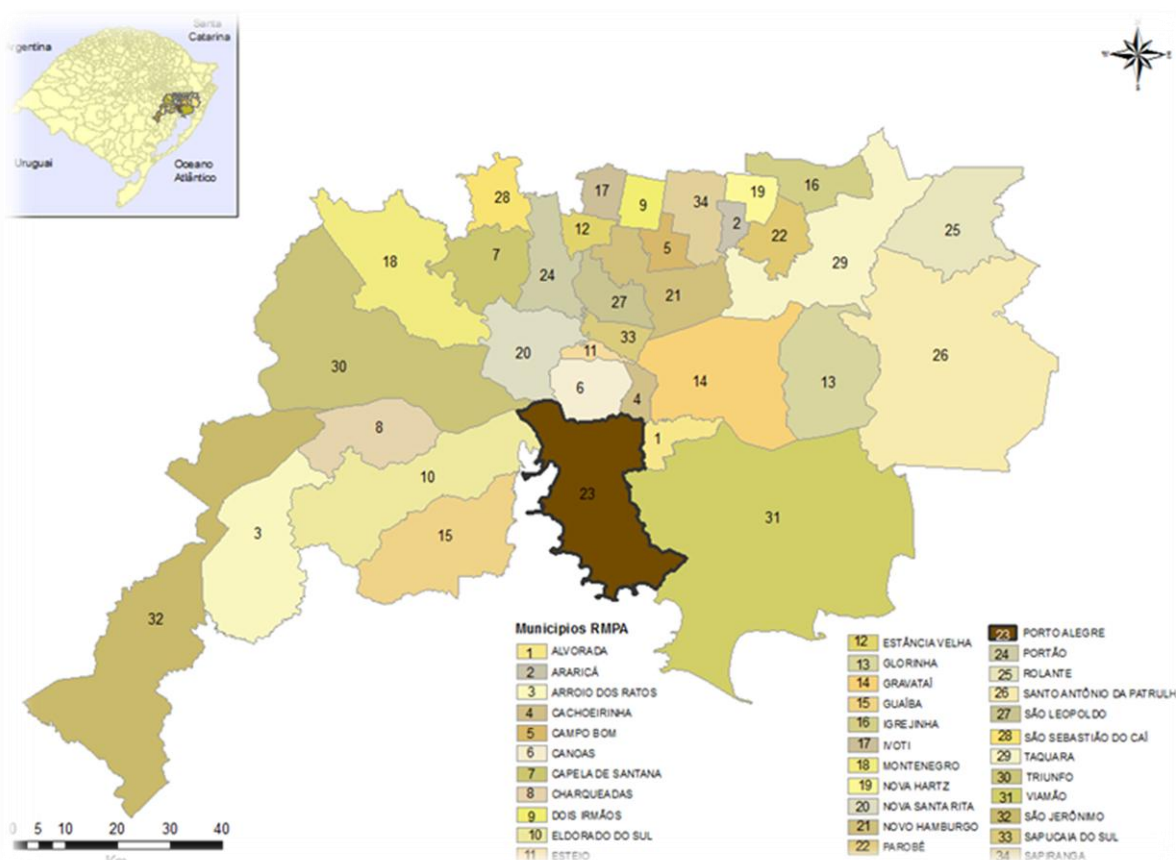 Santa
Catarina
rgentina
Uruguai
Oceano
Atlântico
28
17
9
34
19
16
2
12
5
22
25
7
18
24
29
27
21
33
11
20
26
30
6
14
13
4
8
1
10
23
31
3
15
32
Municipios RMPA
1 ALVORADA
2 ARARICÁ
3 ARROIO DOS RATOS
4 CACHOEIRINHA
5 CAMPO BOM
6 CANOAS
7 CAPELA DE SANTANA
8 CHARQUEADAS
9 DOIS IRMÃOS
10 ELDORADO DO SUL
11 ESTEIO
12 ESTÂNCIA VELHA
13 GLORINHA
14 GRAVATAÍ
15 GUAÍBA
16 IGREJINHA
17 IVOTI
18 MONTENEGRO
19 NOVA HARTZ
20 NOVA SANTA RITA
21 NOVO HAMBURGO
22 PAROBÊ
23 PORTO ALEGRE
24 PORTÃO
25 ROLANTE
26 SANTO ANTÔNIO DA PATRULH
27 SÃO LEOPOLDO
28 SÃO SEBASTIÃO DO CAÍ
29 TAQUARA
30 TRIUNFO
31 VIAMÃO
32 SÃO JERÔNIMO
33 SAPUCAIA DO SUL
34 SAPIRANGA
0 5 10 20 30 40